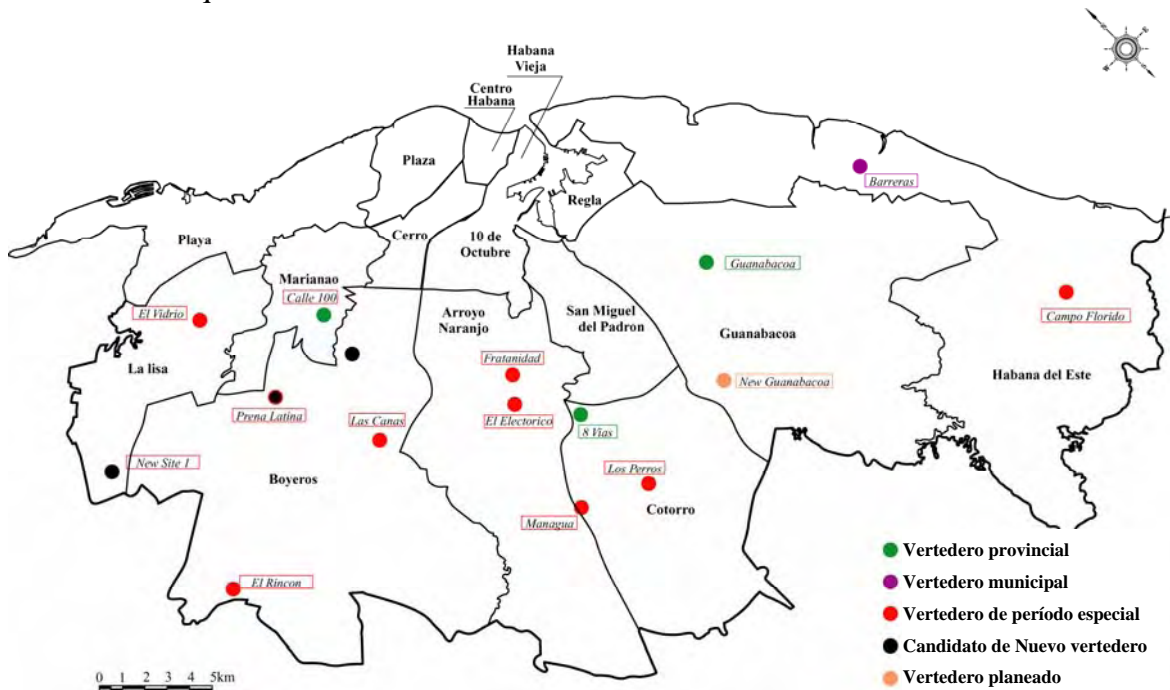 Habana
Vieja
Centro
Habana
Plaza
Regla
Barreras
Playa
Cerro
10 de
Octubre
Guanabacoa
Marianao
Calle 100
El Vidrio
Arroyo
Naranjo
San Miguel
del Padron
Campo Florido
Guanabacoa
La lisa
Fratanidad
New Guanabacoa
Habana del Este
Prena Latina
Las Canas
El Electorico
8 Vias
New Site 1
Boyeros
Los Perros
Managua
Cotorro
El Rincon
Vertedero provincial
Vertedero municipal
Vertedero de período especial
Candidato de Nuevo vertedero
Vertedero planeado
0 1 2 3 4 5km